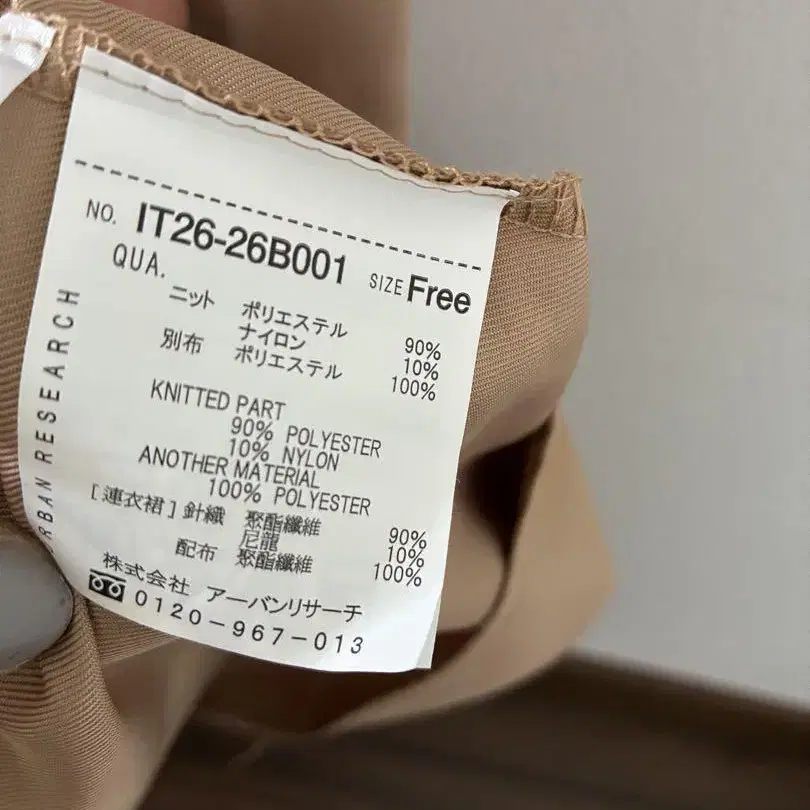 NO. IT26-26B001 SIZE Free
QUA.
ニット ポリエステル 90%
ナイロン 10%
別布 ポリエステル 100%
KNITTED PART
90% POLYESTER
10% NYLON
ANOTHER MATERIAL
100% POLYESTER
[連衣裙] 針織 聚酯纖維 90%
尼龍 10%
配布 聚酯纖維 100%
株式会社 アーバンリサーチ
0120-967-013
RBAN RESEARCH